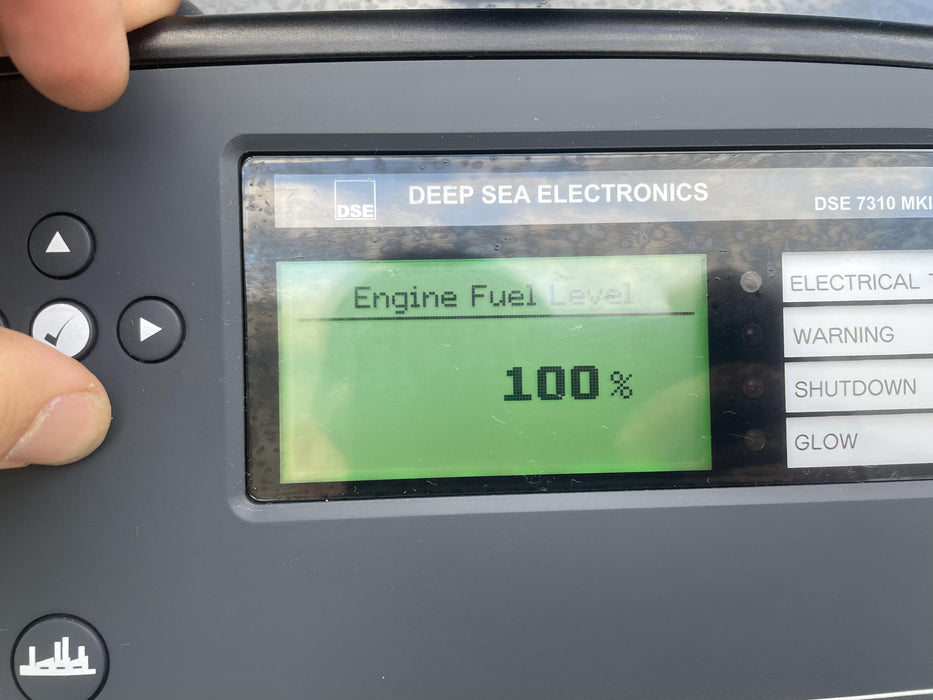 DSE
DEEP SEA ELECTRONICS
DSE 7310 MKI
Engine Fuel Level
100%
ELECTRICAL
WARNING
SHUTDOWN
GLOW